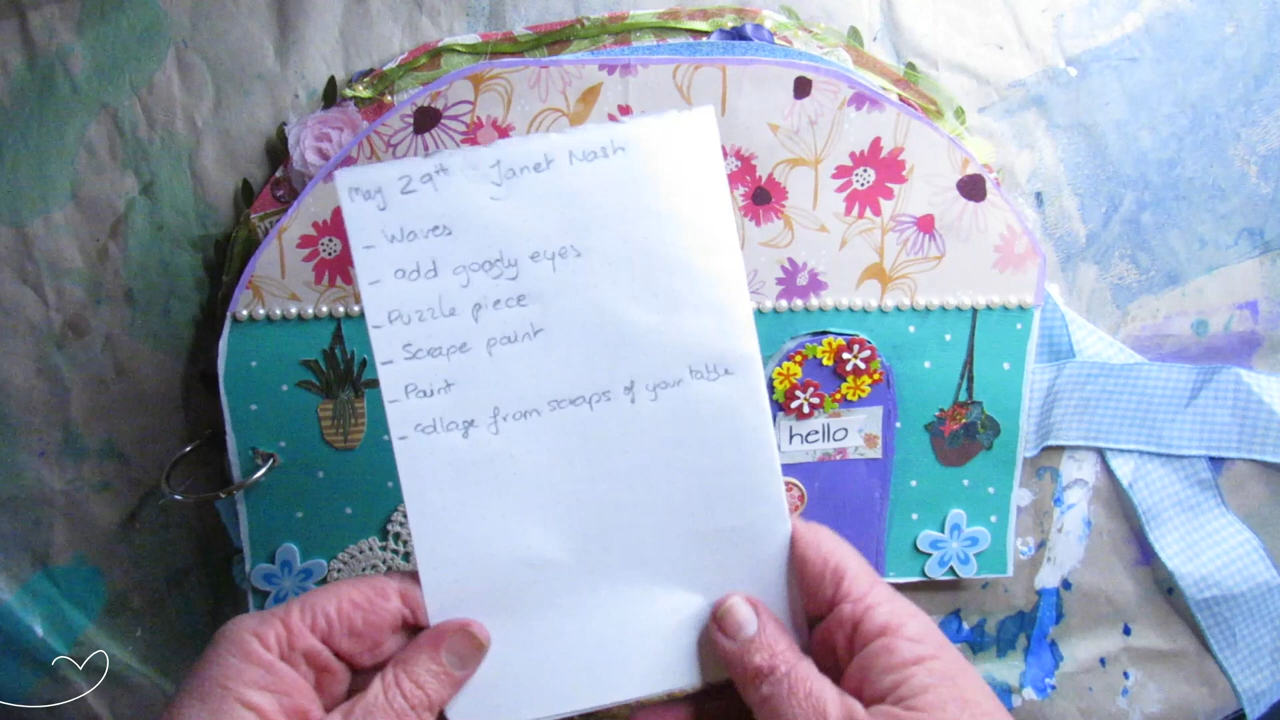 May 29th Janet Nash
- Waves
- add googly eyes
- Puzzle piece
- Scrape paint
- Paint
- collage from scraps of your table
hello